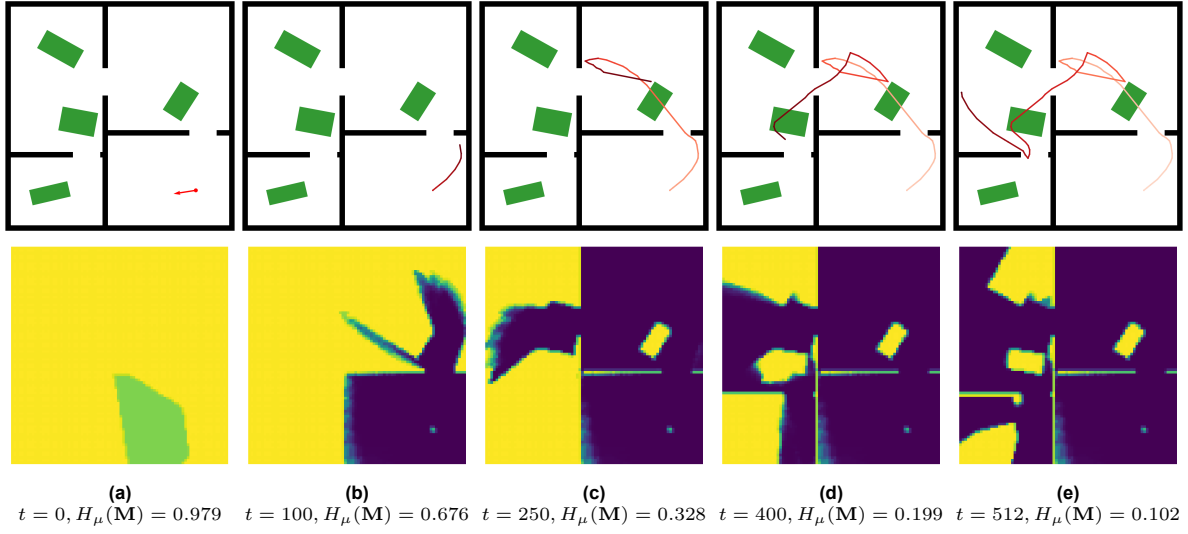 (a) (b) (c) (d) (e)
t = 0, H_μ(M) = 0.979 t = 100, H_μ(M) = 0.676 t = 250, H_μ(M) = 0.328 t = 400, H_μ(M) = 0.199 t = 512, H_μ(M) = 0.102